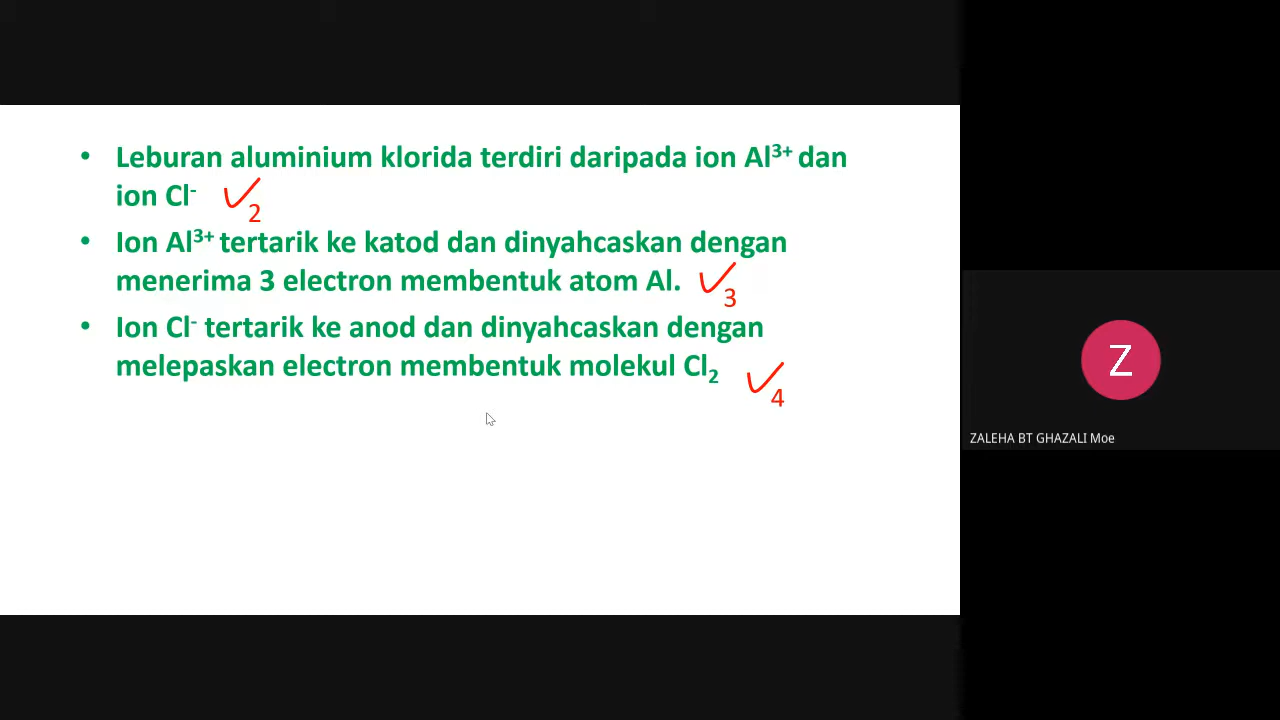 • Leburan aluminium klorida terdiri daripada ion Al³⁺ dan
ion Cl⁻ ✓2
• Ion Al³⁺ tertarik ke katod dan dinyahcaskan dengan
menerima 3 electron membentuk atom Al. ✓3
• Ion Cl⁻ tertarik ke anod dan dinyahcaskan dengan
melepaskan electron membentuk molekul Cl₂ ✓4
Z
ZALEHA BT GHAZALI Moe